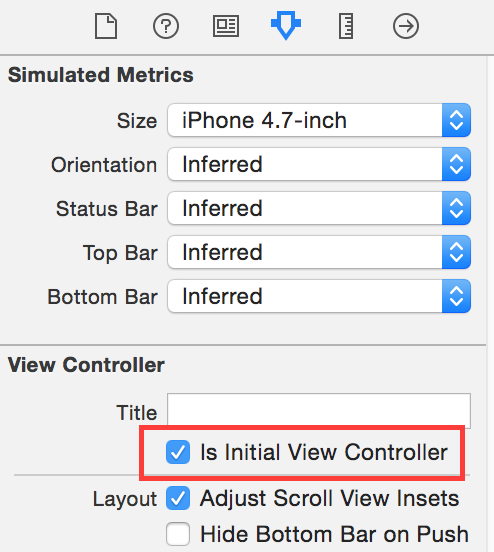 Simulated Metrics
Size iPhone 4.7-inch
Orientation Inferred
Status Bar Inferred
Top Bar Inferred
Bottom Bar Inferred
View Controller
Title
Is Initial View Controller
Layout Adjust Scroll View Insets
Hide Bottom Bar on Push